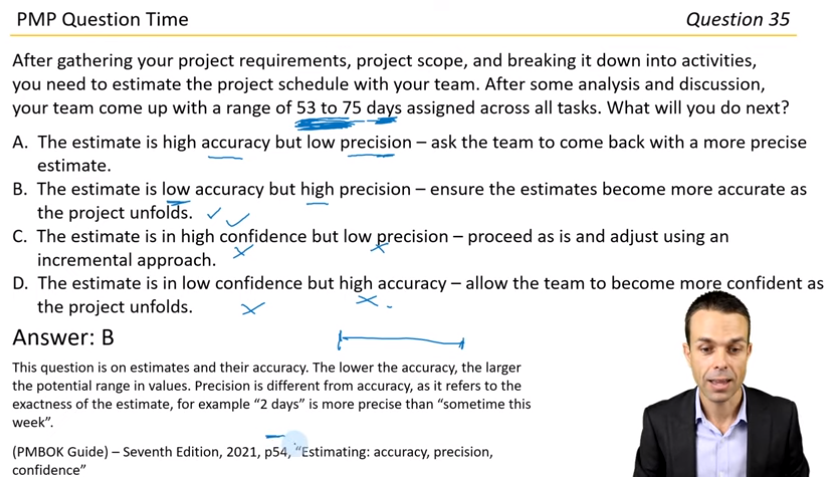 PMP Question Time
Question 35
After gathering your project requirements, project scope, and breaking it down into activities,
you need to estimate the project schedule with your team. After some analysis and discussion,
your team come up with a range of 53 to 75 days assigned across all tasks. What will you do next?
A. The estimate is high accuracy but low precision – ask the team to come back with a more precise
estimate.
B. The estimate is low accuracy but high precision – ensure the estimates become more accurate as
the project unfolds.
C. The estimate is in high confidence but low precision – proceed as is and adjust using an
incremental approach.
D. The estimate is in low confidence but high accuracy – allow the team to become more confident as
the project unfolds.
Answer: B
This question is on estimates and their accuracy. The lower the accuracy, the larger
the potential range in values. Precision is different from accuracy, as it refers to the
exactness of the estimate, for example “2 days” is more precise than “sometime this
week”.
(PMBOK Guide) – Seventh Edition, 2021, p54, “Estimating: accuracy, precision,
confidence”